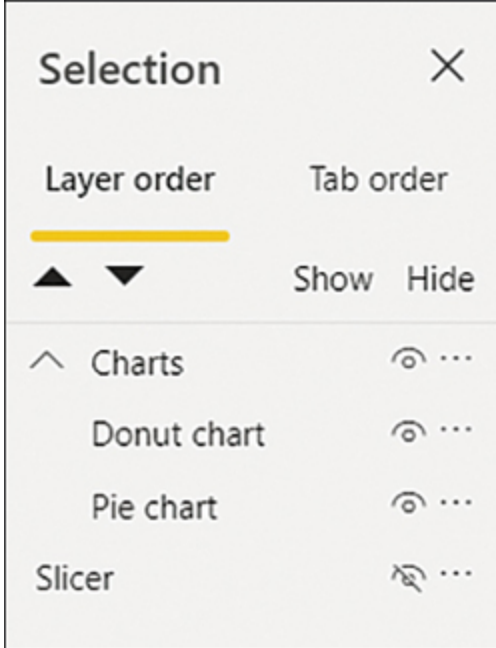 Selection
Layer order Tab order
Show Hide
Charts
Donut chart
Pie chart
Slicer